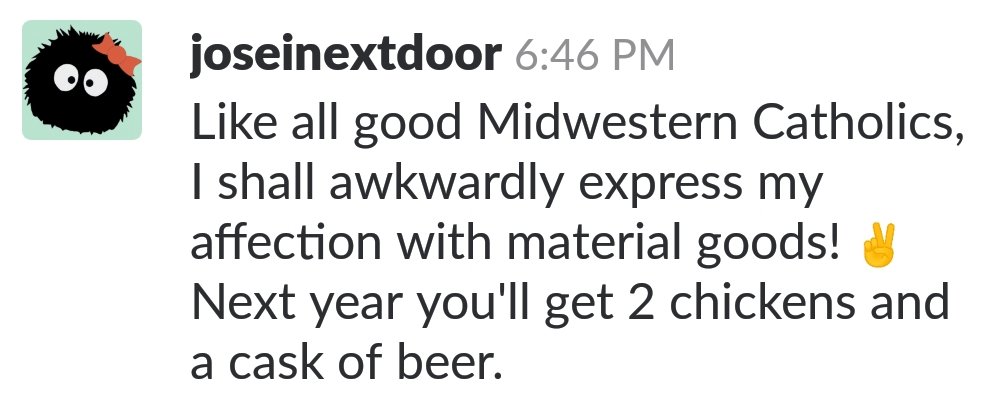 joseinextdoor 6:46 PM
Like all good Midwestern Catholics,
I shall awkwardly express my
affection with material goods! ✌️
Next year you'll get 2 chickens and
a cask of beer.